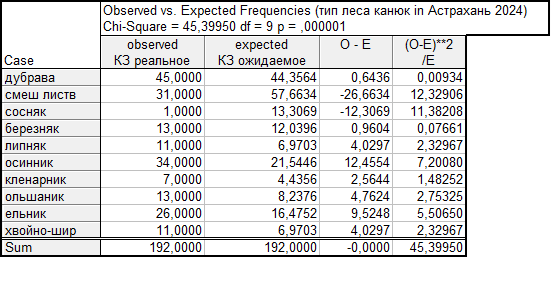 Observed vs. Expected Frequencies (тип леса канюк in Астрахань 2024)
Chi-Square = 45,39950 df = 9 p = ,000001
Case observed КЗ реальное expected КЗ ожидаемое O - E (O-E)**2 /E
дубрава 45,0000 44,3564 0,6436 0,00934
смеш листв 31,0000 57,6634 -26,6634 12,32906
сосняк 1,0000 13,3069 -12,3069 11,38208
березняк 13,0000 12,0396 0,9604 0,07661
липняк 11,0000 6,9703 4,0297 2,32967
осинник 34,0000 21,5446 12,4554 7,20080
кленарник 7,0000 4,4356 2,5644 1,48252
ольшаник 13,0000 8,2376 4,7624 2,75325
ельник 26,0000 16,4752 9,5248 5,50650
хвойно-шир 11,0000 6,9703 4,0297 2,32967
Sum 192,0000 192,0000 -0,0000 45,39950